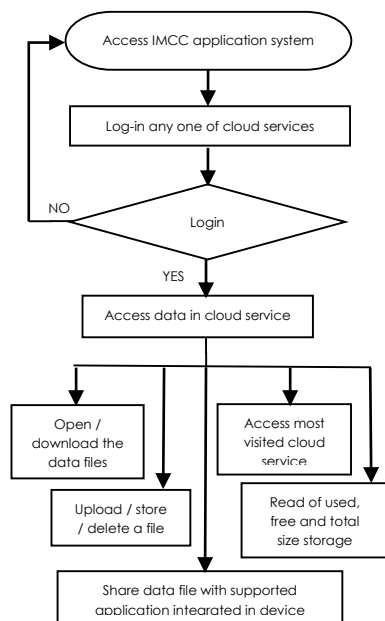 Access IMCC application system
Log-in any one of cloud services
Login
NO
YES
Access data in cloud service
Open /
download the
data files
Access most
visited cloud
service
Upload / store
/ delete a file
Read of used,
free and total
size storage
Share data file with supported
application integrated in device